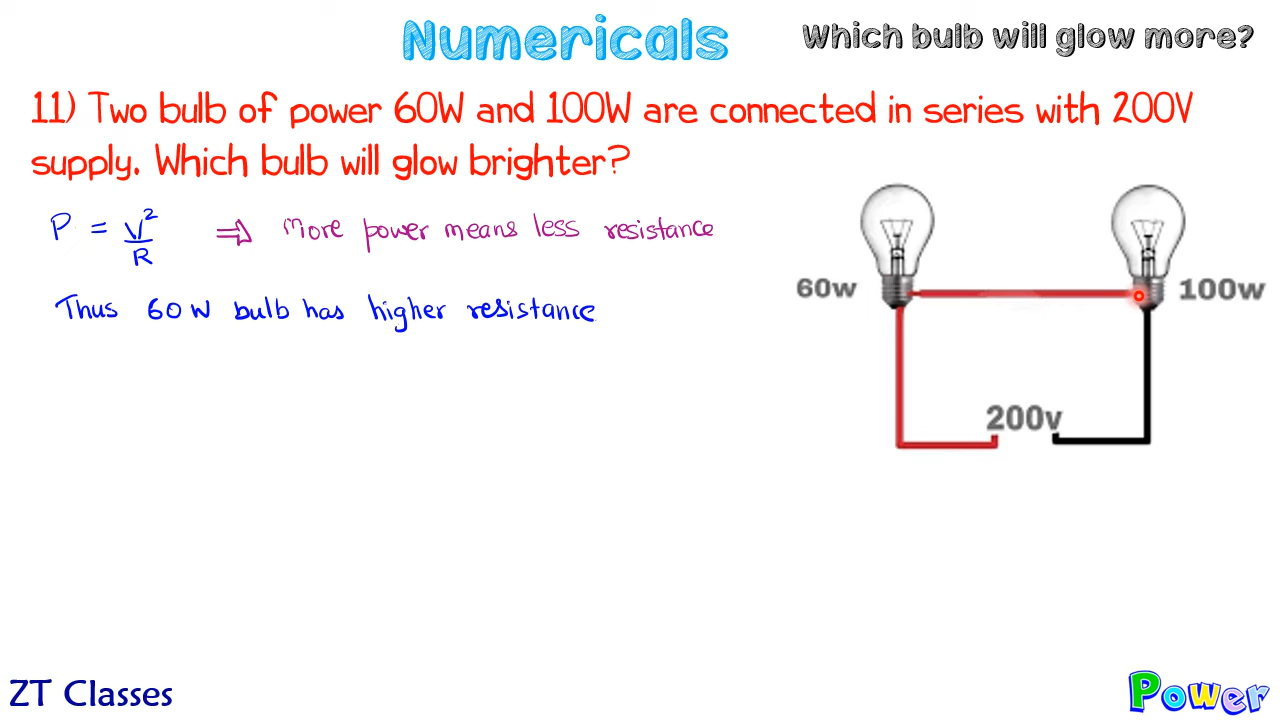 Numericals
Which bulb will glow more?
11) Two bulb of power 60W and 100W are connected in series with 200V
supply. Which bulb will glow brighter?
P = V²/R ⇒ More power means less resistance
Thus 60 W bulb has higher resistance
60w
100w
200v
ZT Classes
Power